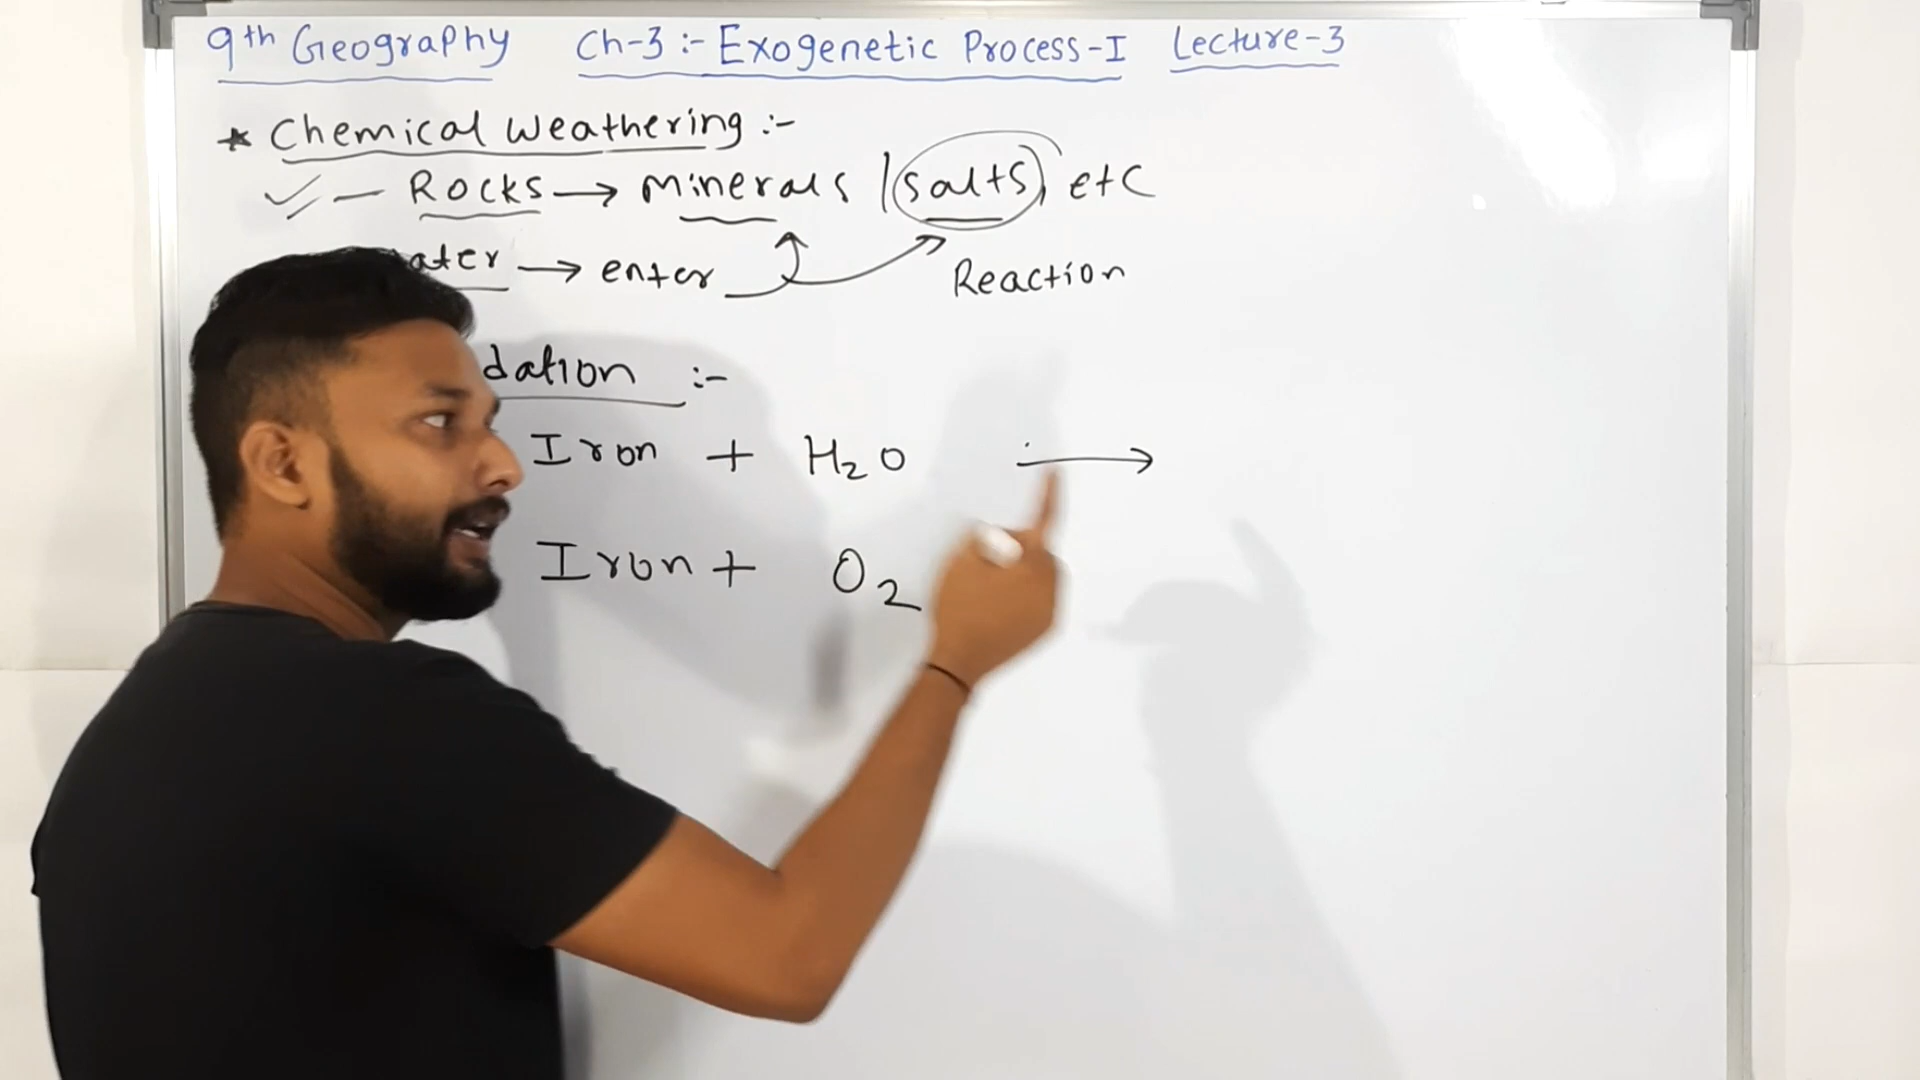 9th Geography Ch-3:- Exogenetic Process-I Lecture-3
★ Chemical weathering :-
— Rocks → minerals / salts, etc
ater → enter
Reaction
dation :-
Iron + H₂O →
Iron + O₂